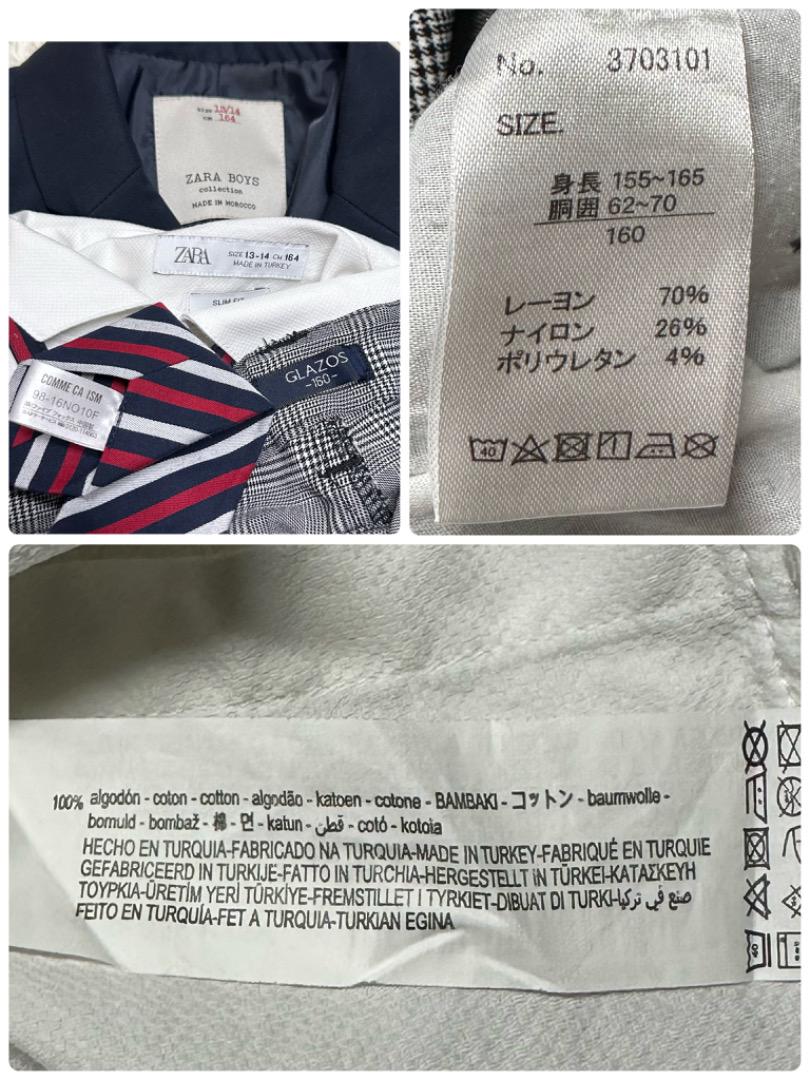 SIZE 13/14
CM 164
ZARA BOYS
collection
MADE IN MOROCCO
ZARA SIZE 13-14 CM 164
MADE IN TURKEY
SLIM FIT
COMME CA ISM
98-16NO10F
GLAZOS
-160-
No. 3703101
SIZE.
身長 155~165
胴囲 62~70
160
レーヨン 70%
ナイロン 26%
ポリウレタン 4%
40
100% algodón - coton - cotton - algodão - katoen - cotone - BAMBAKI - コットン - baumwolle -
bomuld - bombaž - 棉 - 면 - katun - قطن - cotó - kotoia
HECHO EN TURQUIA-FABRICADO NA TURQUIA-MADE IN TURKEY-FABRIQUÉ EN TURQUIE
GEFABRICEERD IN TURKIJE-FATTO IN TURCHIA-HERGESTELLT iN TÜRKEI-ΚΑΤΑΣΚΕΥΗ
ΤΟΥΡΚΙΑ-ÜRETİM YERİ TÜRKİYE-FREMSTILLET I TYRKIET-DIBUAT DI TURKI-صنع في تركيا
FEITO EN TURQUÍA-FET A TURQUIA-TURKIAN EGINA
40